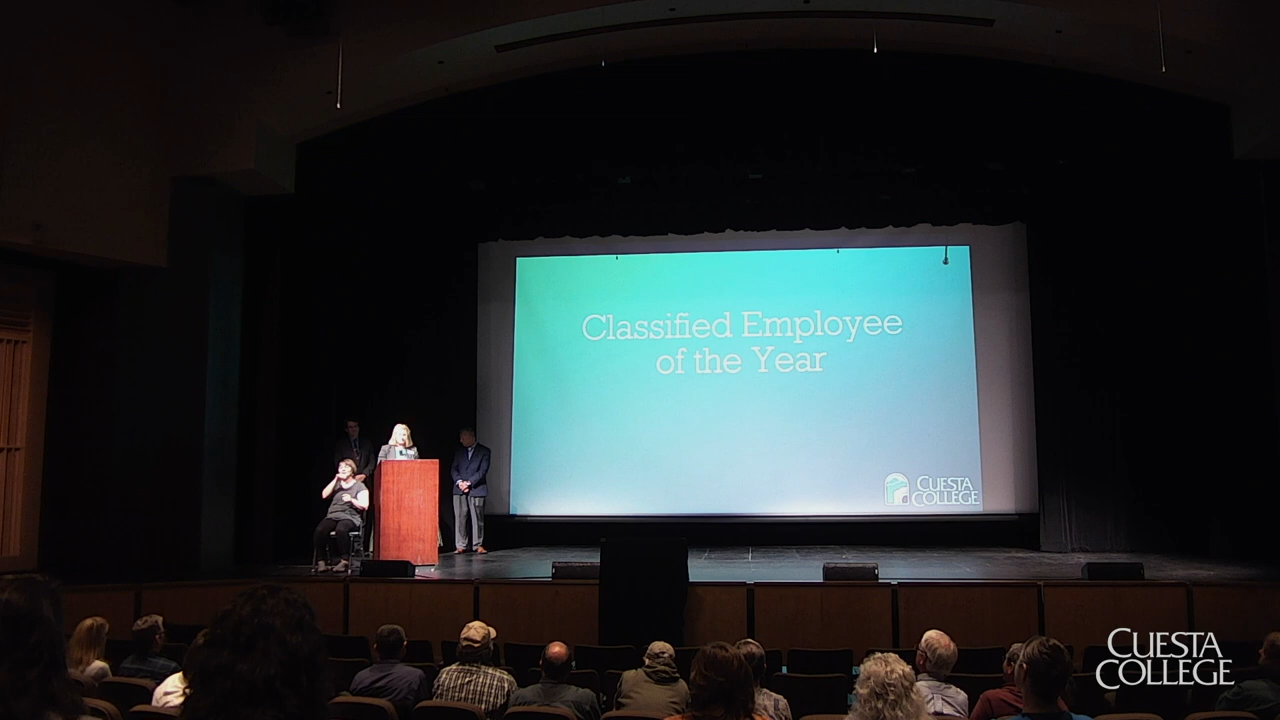 Classified Employee
of the Year
CUESTA
COLLEGE
CUESTA
COLLEGE